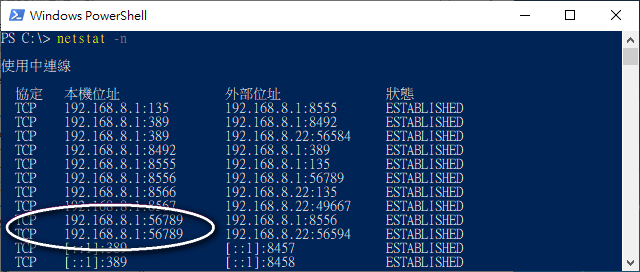 Windows PowerShell
PS C:\> netstat -n
使用中連線
協定 本機位址 外部位址 狀態
TCP 192.168.8.1:135 192.168.8.1:8555 ESTABLISHED
TCP 192.168.8.1:389 192.168.8.1:8492 ESTABLISHED
TCP 192.168.8.1:389 192.168.8.22:56584 ESTABLISHED
TCP 192.168.8.1:8492 192.168.8.1:389 ESTABLISHED
TCP 192.168.8.1:8555 192.168.8.1:135 ESTABLISHED
TCP 192.168.8.1:8556 192.168.8.1:56789 ESTABLISHED
TCP 192.168.8.1:8566 192.168.8.22:135 ESTABLISHED
TCP 192.168.8.1:8567 192.168.8.22:49667 ESTABLISHED
TCP 192.168.8.1:56789 192.168.8.1:8556 ESTABLISHED
TCP 192.168.8.1:56789 192.168.8.22:56594 ESTABLISHED
TCP [::1]:389 [::1]:8457 ESTABLISHED
TCP [::1]:389 [::1]:8458 ESTABLISHED